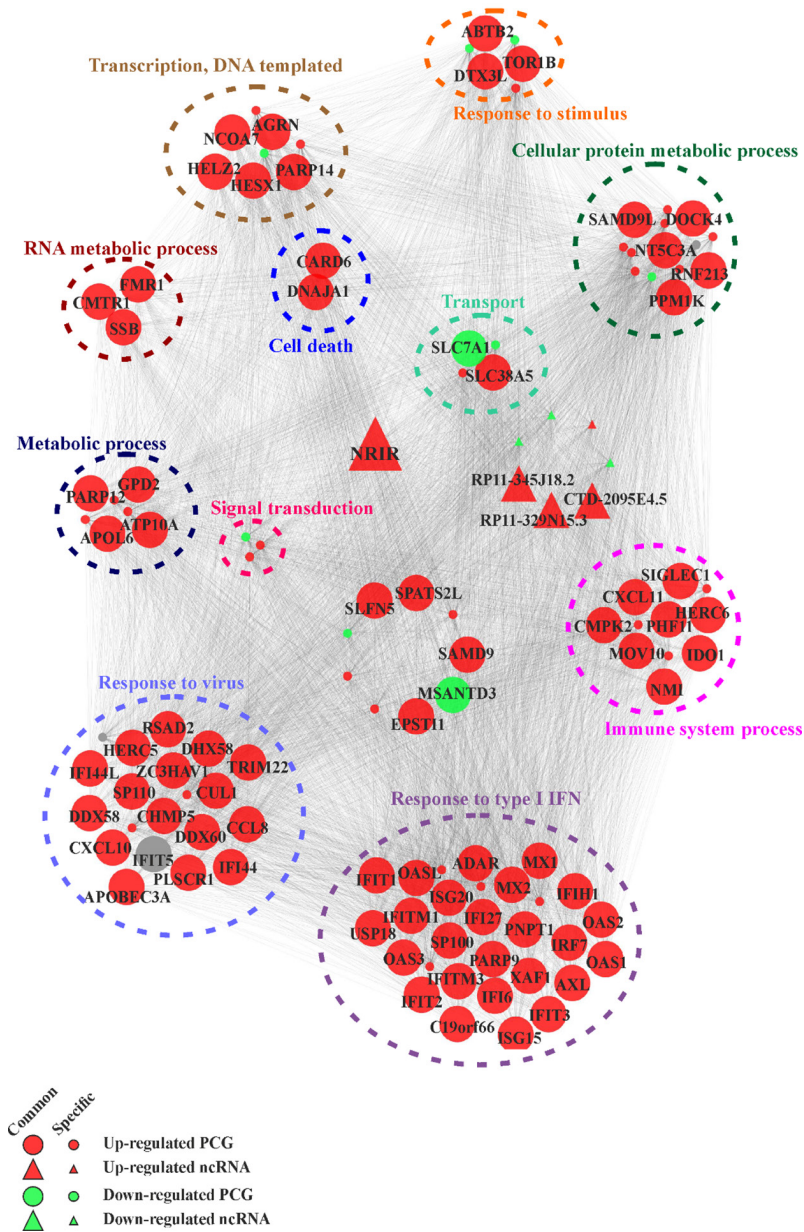 ABTB2
DTX3L
TOR1B
Response to stimulus
Transcription, DNA templated
AGRN
NCOA7
HELZ2
HESX1
PARP14
Cellular protein metabolic process
SAMD9L
DOCK4
NT5C3A
RNF213
PPM1K
RNA metabolic process
FMR1
CMTR1
SSB
CARD6
DNAJA1
Cell death
Transport
SLC7A1
SLC38A5
NRIR
RP11-345J18.2
CTD-2095E4.5
RP11-329N15.3
Metabolic process
GPD2
PARP12
ATP10A
APOL6
Signal transduction
SPATS2L
SLFN5
SAMD9
MSANTD3
EPSTI1
SIGLEC1
CXCL11
HERC6
CMPK2
PHF11
MOV10
IDO1
NMI
Immune system process
Response to virus
RSAD2
HERC5
DHX58
IFI44L
ZC3HAV1
TRIM22
SP110
CUL1
DDX58
CHMP5
CCL8
DDX60
CXCL10
IFIT5
IFI44
PLSCR1
APOBEC3A
Response to type I IFN
ADAR
MX1
IFIT1
OASL
MX2
IFIH1
ISG20
IFITM1
IFI27
OAS2
USP18
PNPT1
SP100
IRF7
OAS3
PARP9
OAS1
IFITM3
XAF1
AXL
IFIT2
IFI6
IFIT3
C19orf66
ISG15
Common
Specific
Up-regulated PCG
Up-regulated ncRNA
Down-regulated PCG
Down-regulated ncRNA